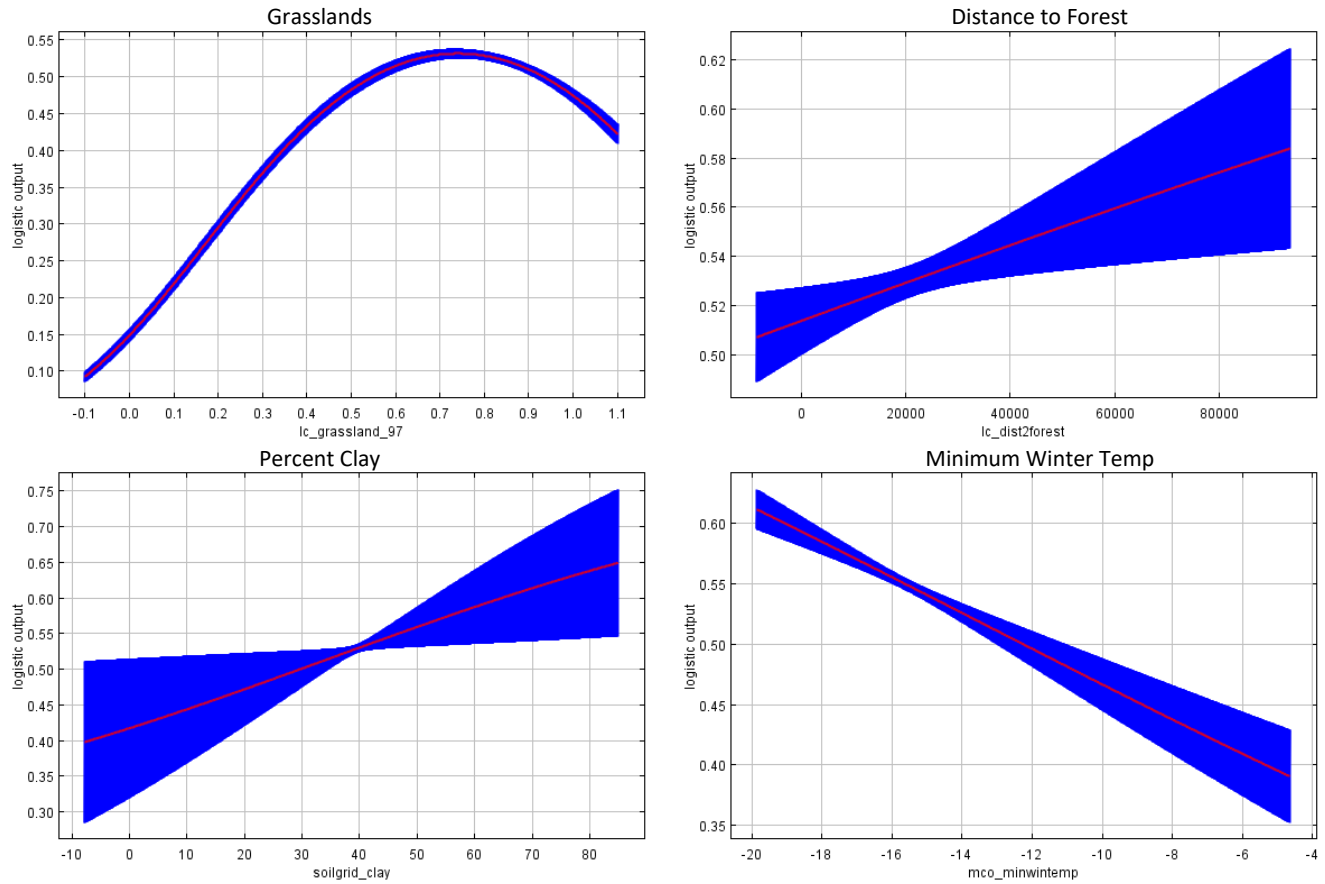 Grasslands
0.55
0.50
0.45
0.40
0.35
0.30
0.25
0.20
0.15
0.10
logistic output
-0.1 0.0 0.1 0.2 0.3 0.4 0.5 0.6 0.7 0.8 0.9 1.0 1.1
lc_grassland_97
Distance to Forest
0.62
0.60
0.58
0.56
0.54
0.52
0.50
logistic output
0 20000 40000 60000 80000
lc_dist2forest
Percent Clay
0.75
0.70
0.65
0.60
0.55
0.50
0.45
0.40
0.35
0.30
logistic output
-10 0 10 20 30 40 50 60 70 80
soilgrid_clay
Minimum Winter Temp
0.60
0.55
0.50
0.45
0.40
0.35
logistic output
-20 -18 -16 -14 -12 -10 -8 -6 -4
mco_minwintemp